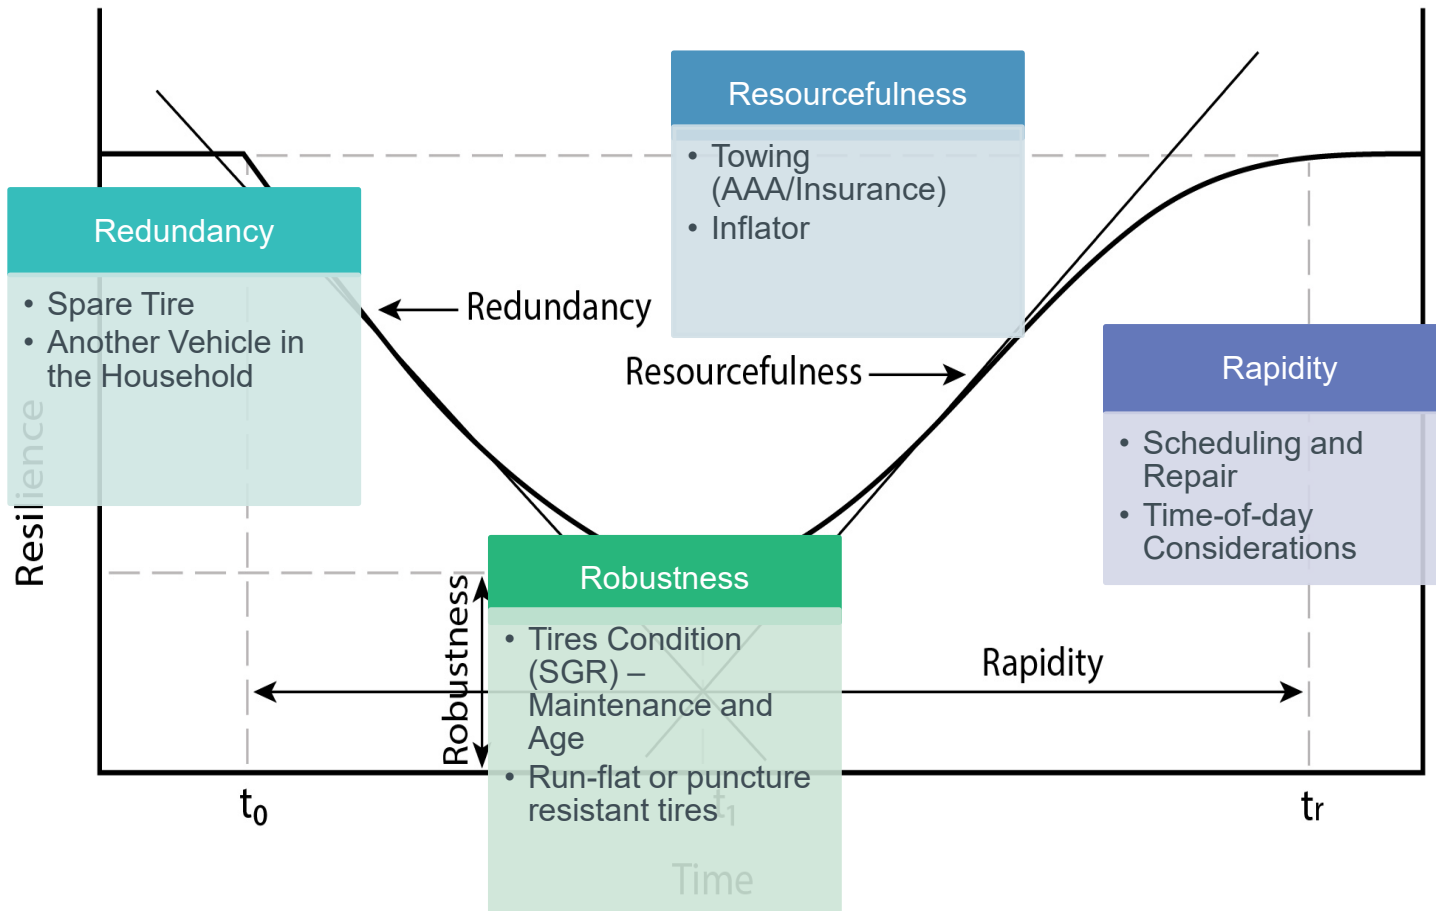 Resourcefulness
• Towing
(AAA/Insurance)
• Inflator
Redundancy
• Spare Tire
• Another Vehicle in
the Household
Redundancy
Resourcefulness
Rapidity
• Scheduling and
Repair
• Time-of-day
Considerations
Resilience
Robustness
• Tires Condition
(SGR) –
Maintenance and
Age
• Run-flat or puncture
resistant tires
Robustness
Rapidity
t0
t1
tr
Time